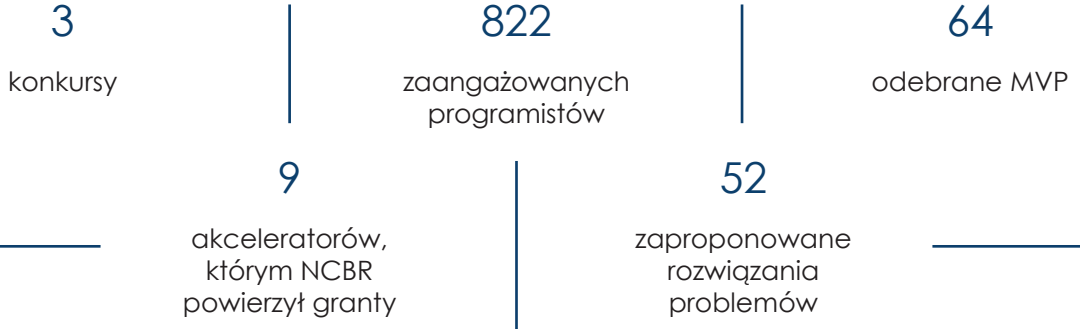 3
konkursy
822
zaangażowanych
programistów
64
odebrane MVP
9
akceleratorów,
którym NCBR
powierzył granty
52
zaproponowane
rozwiązania
problemów